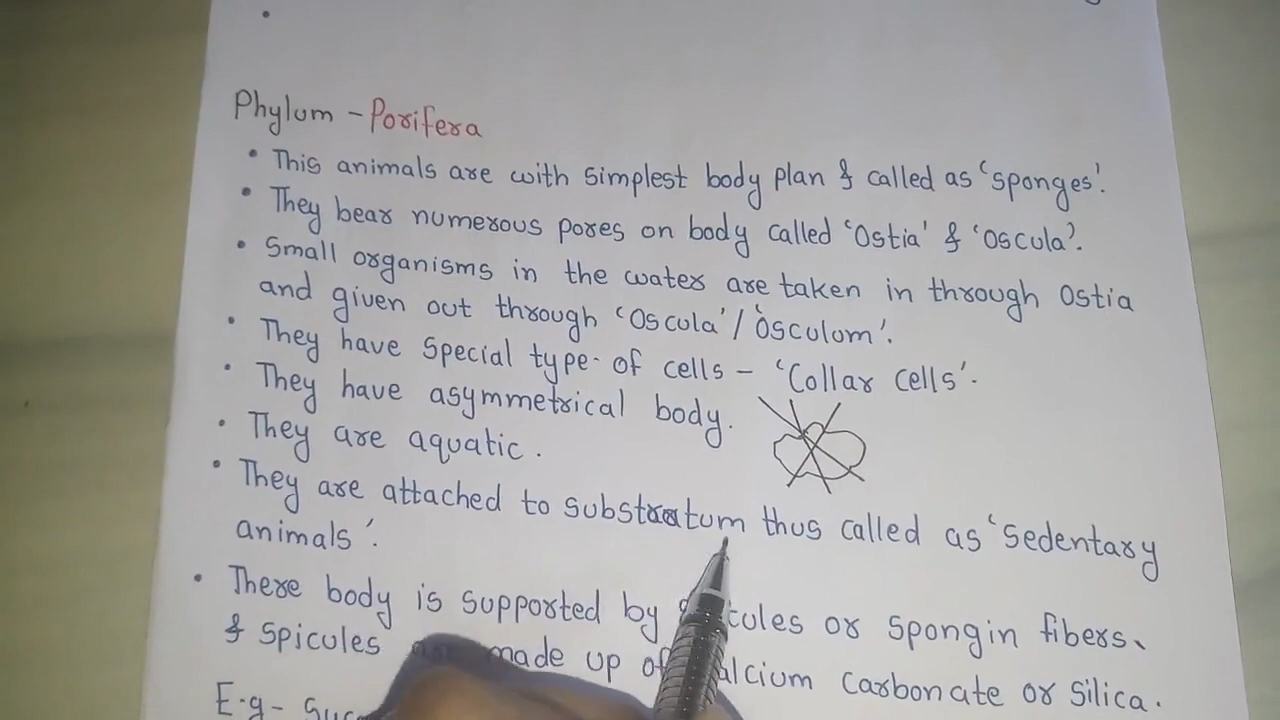 Phylum - Porifera
• This animals are with simplest body plan & called as 'sponges'.
• They bear numerous pores on body called 'Ostia' & 'Oscula'.
• Small organisms in the water are taken in through Ostia
and given out through 'Oscula' / 'Osculum'.
• They have special type of cells - 'Collar cells'.
• They have asymmetrical body.
• They are aquatic.
• They are attached to substratum thus called as 'sedentary
animals'.
• There body is supported by or spongin fibers.
& spicules made up of Calcium carbonate or silica.
E.g -